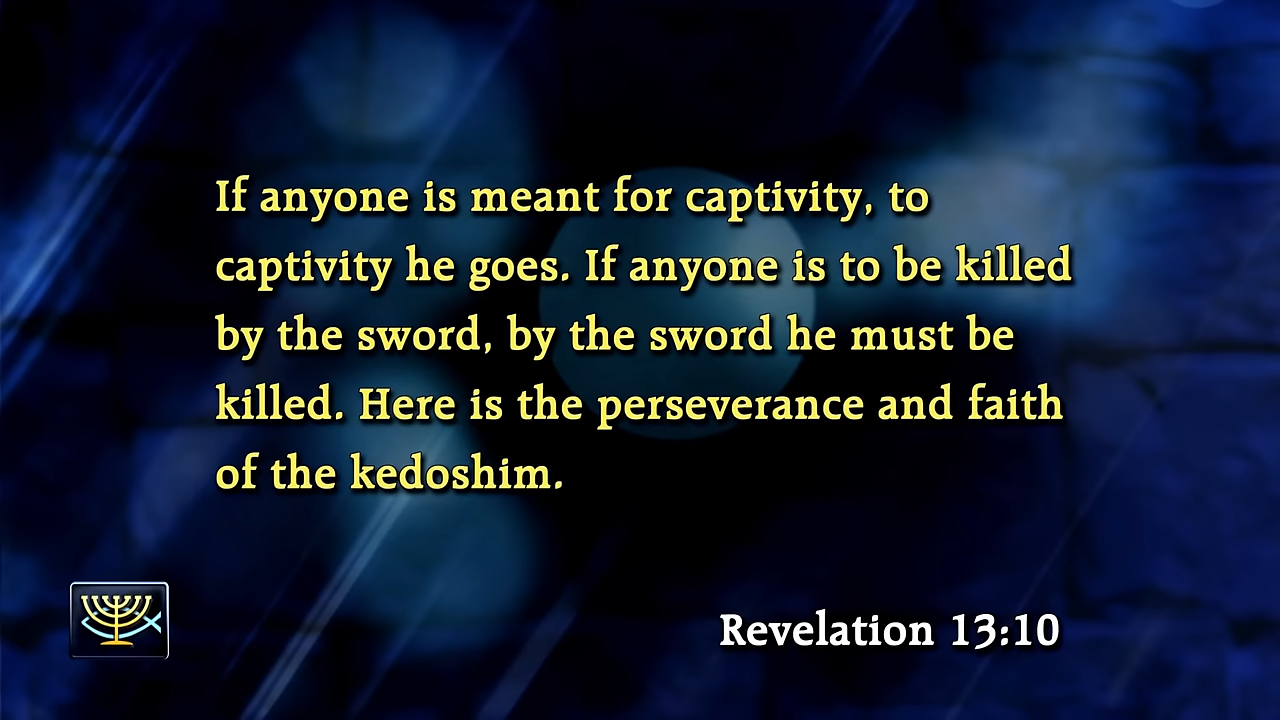 If anyone is meant for captivity, to
captivity he goes. If anyone is to be killed
by the sword, by the sword he must be
killed. Here is the perseverance and faith
of the kedoshim.
Revelation 13:10